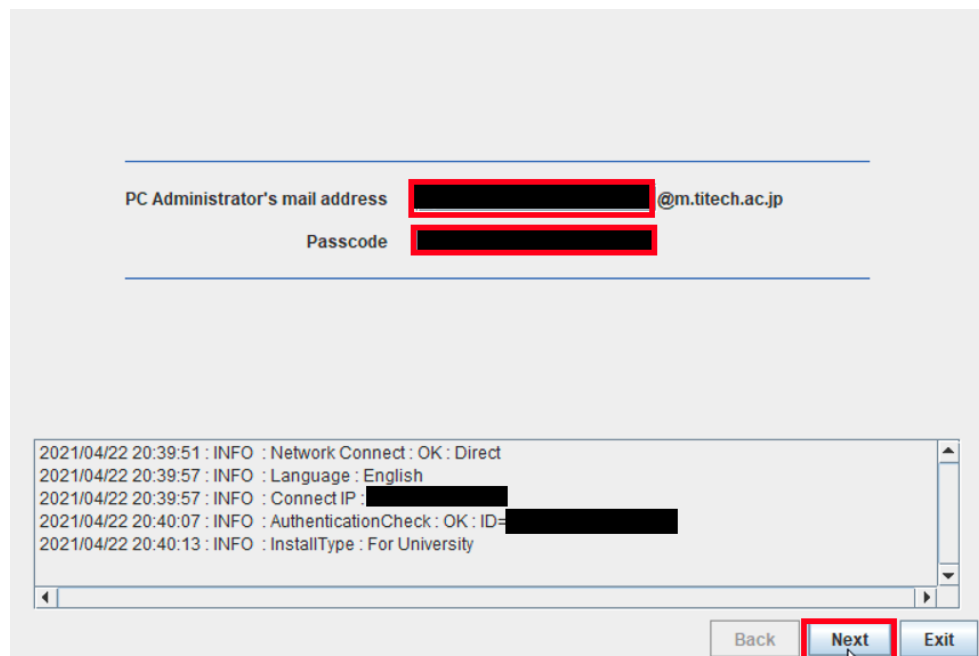 PC Administrator's mail address @m.titech.ac.jp
Passcode
2021/04/22 20:39:51 : INFO : Network Connect : OK : Direct
2021/04/22 20:39:57 : INFO : Language : English
2021/04/22 20:39:57 : INFO : Connect IP :
2021/04/22 20:40:07 : INFO : AuthenticationCheck : OK : ID=
2021/04/22 20:40:13 : INFO : InstallType : For University
Back Next Exit